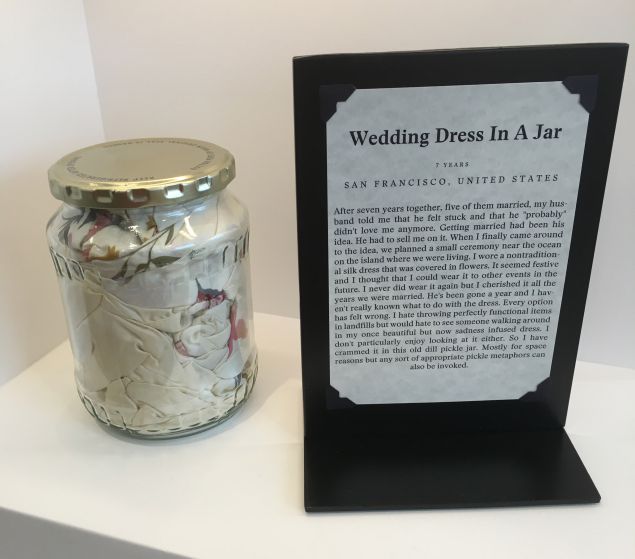 Wedding Dress In A Jar
7 YEARS
SAN FRANCISCO, UNITED STATES
After seven years together, five of them married, my hus-
band told me that he felt stuck and that he "probably"
didn't love me anymore. Getting married had been his
idea. He had to sell me on it. When I finally came around
to the idea, we planned a small ceremony near the ocean
on the island where we were living. I wore a nontradition-
al silk dress that was covered in flowers. It seemed festive
and I thought that I could wear it to other events in the
future. I never did wear it again but I cherished it all the
years we were married. He's been gone a year and I hav-
en't really known what to do with the dress. Every option
has felt wrong. I hate throwing perfectly functional items
in landfills but would hate to see someone walking around
in my once beautiful but now sadness infused dress. I
don't particularly enjoy looking at it either. So I have
crammed it in this old dill pickle jar. Mostly for space
reasons but any sort of appropriate pickle metaphors can
also be invoked.